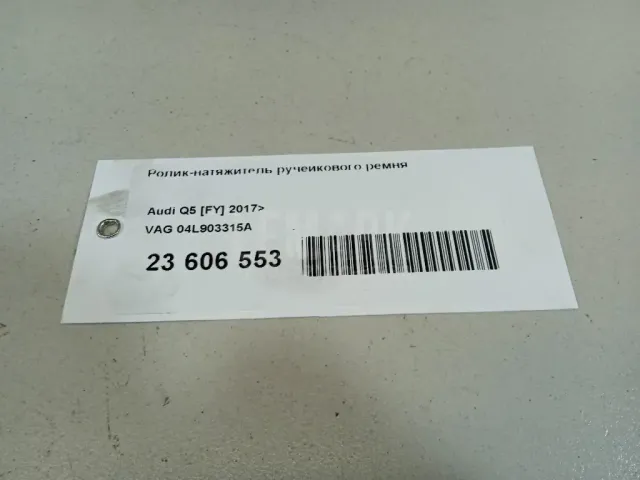 Ролик-натяжитель ручейкового ремня
Audi Q5 [FY] 2017>
VAG 04L903315A
23 606 553